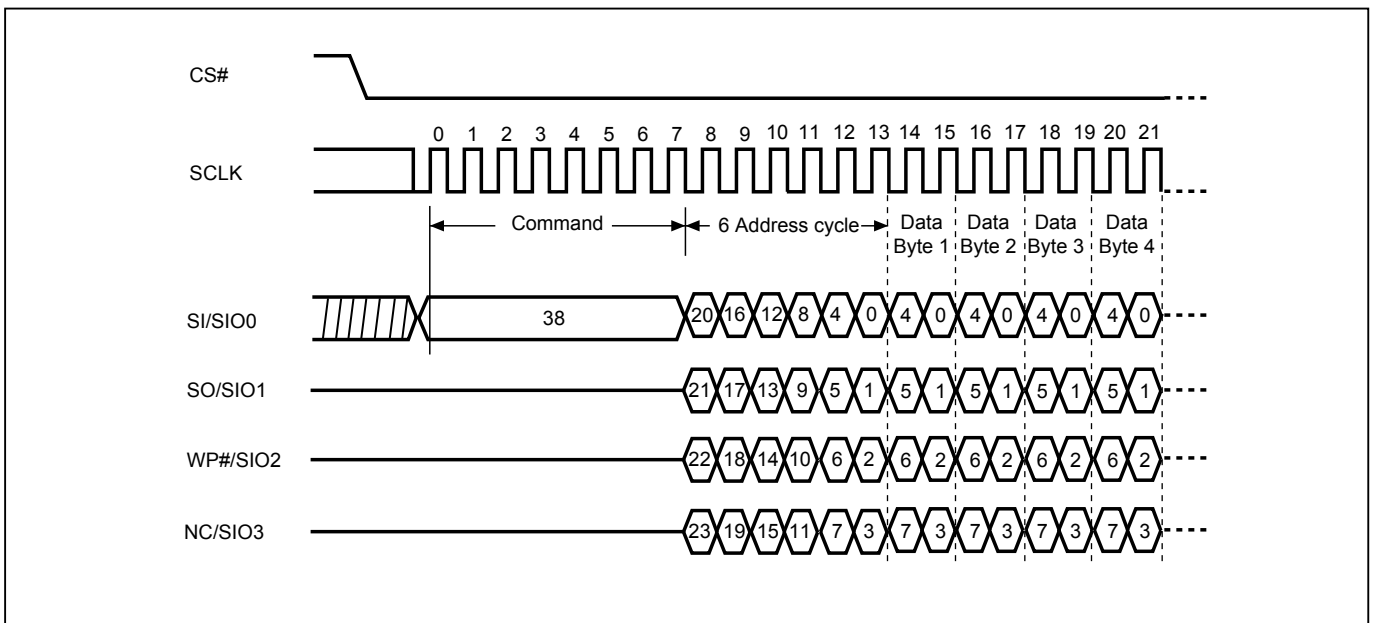 CS#
0 1 2 3 4 5 6 7 8 9 10 11 12 13 14 15 16 17 18 19 20 21
SCLK
Command 6 Address cycle Data Byte 1 Data Byte 2 Data Byte 3 Data Byte 4
SI/SIO0 38 20 16 12 8 4 0 4 0 4 0 4 0 4 0
SO/SIO1 21 17 13 9 5 1 5 1 5 1 5 1 5 1
WP#/SIO2 22 18 14 10 6 2 6 2 6 2 6 2 6 2
NC/SIO3 23 19 15 11 7 3 7 3 7 3 7 3 7 3